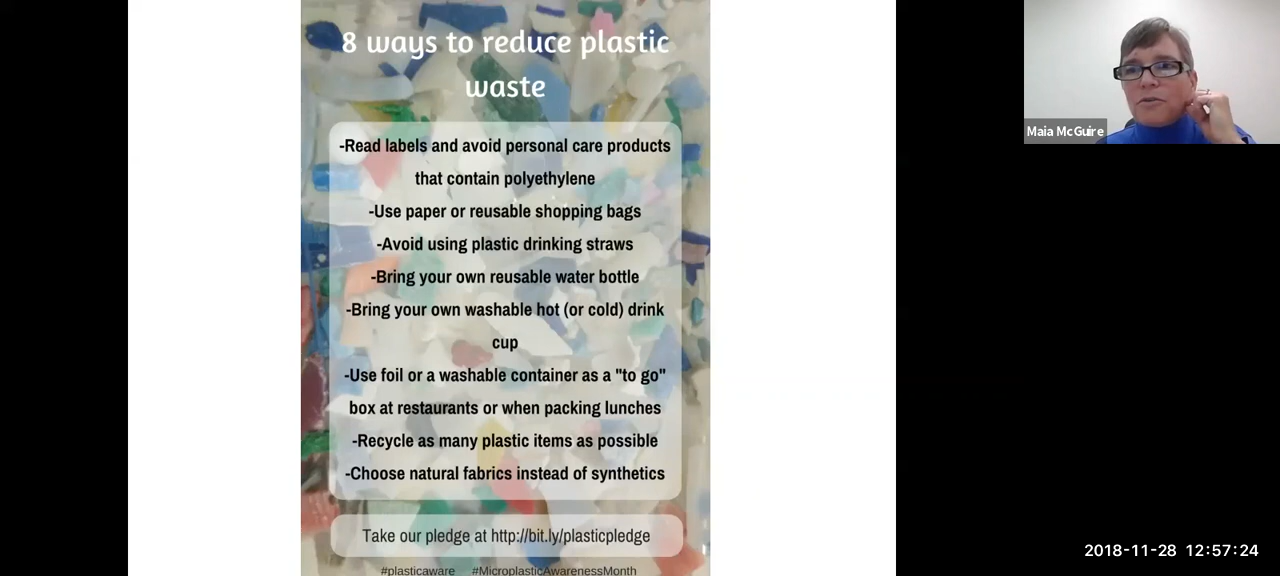 8 ways to reduce plastic
waste
-Read labels and avoid personal care products
that contain polyethylene
-Use paper or reusable shopping bags
-Avoid using plastic drinking straws
-Bring your own reusable water bottle
-Bring your own washable hot (or cold) drink
cup
-Use foil or a washable container as a "to go"
box at restaurants or when packing lunches
-Recycle as many plastic items as possible
-Choose natural fabrics instead of synthetics
Take our pledge at http://bit.ly/plasticpledge
#plasticaware #MicroplasticAwarenessMonth
Maia McGuire
2018-11-28 12:57:24